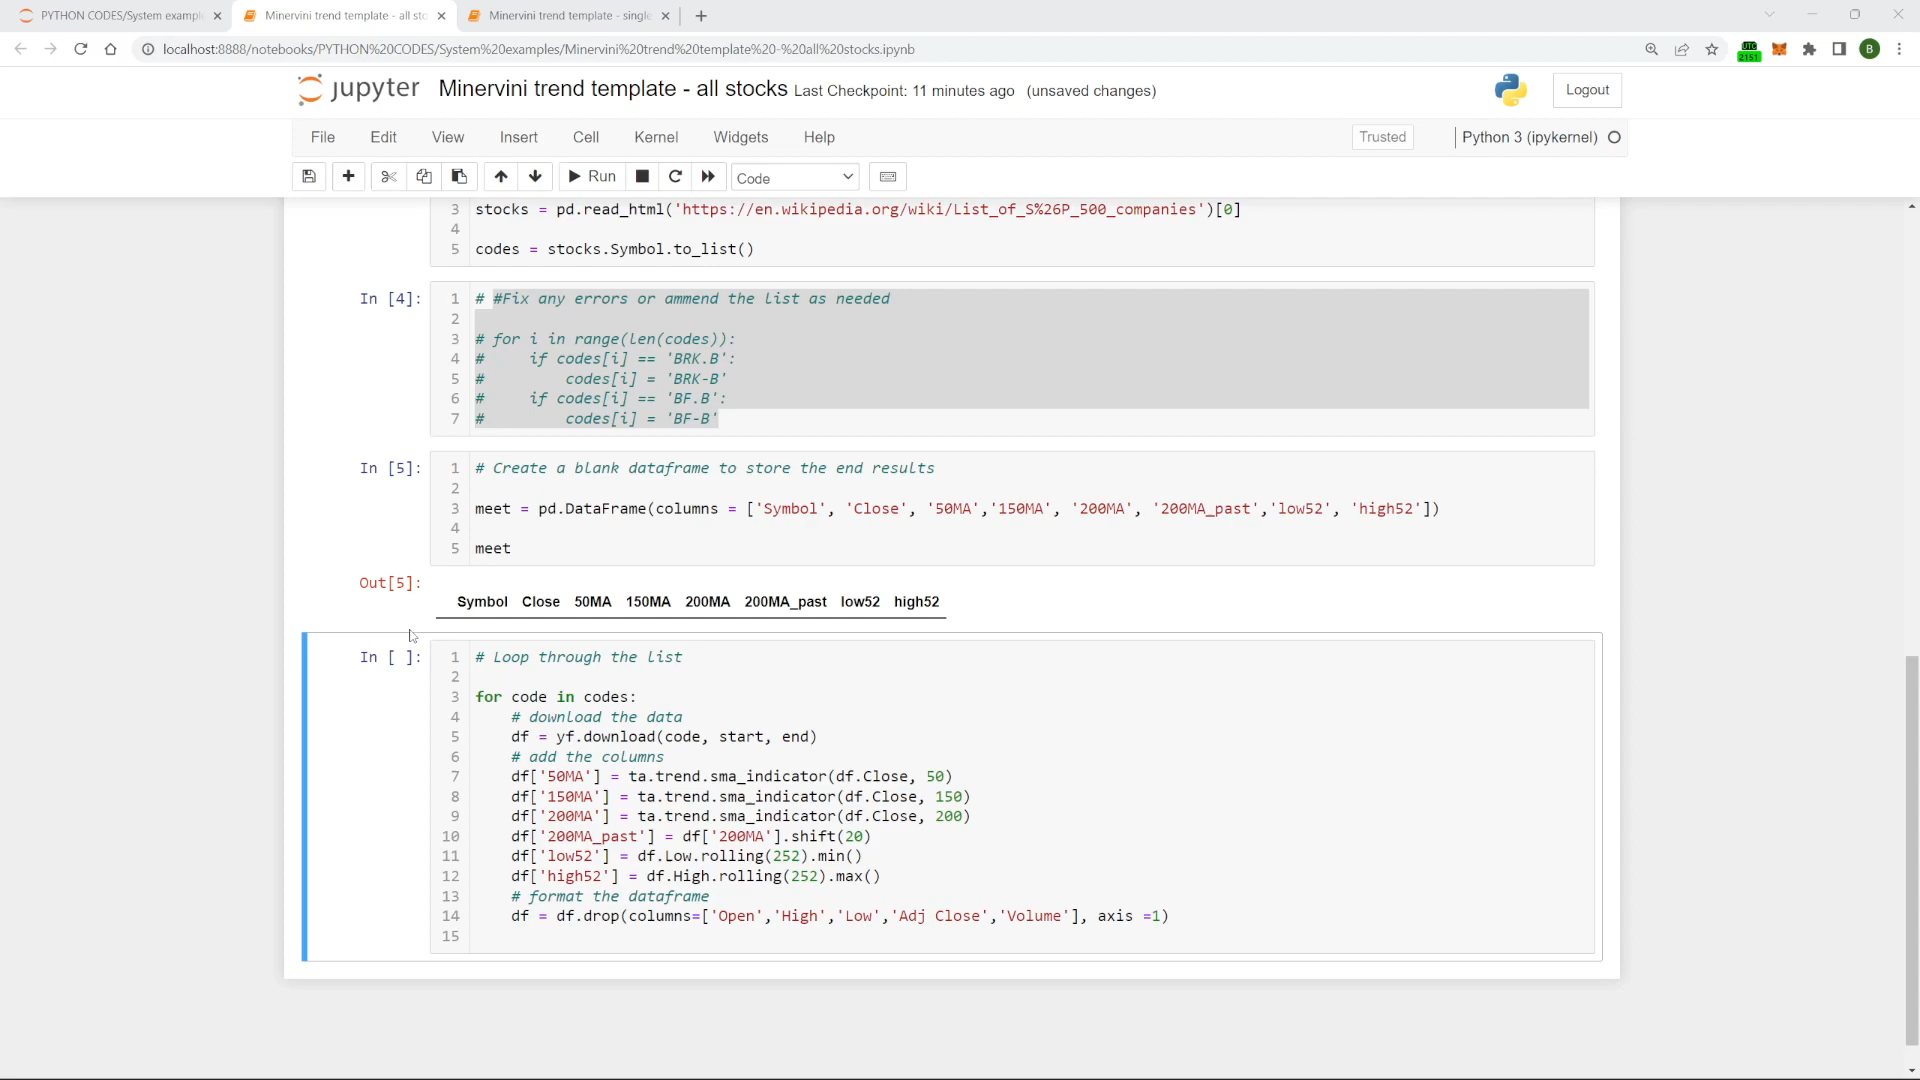 PYTHON CODES/System exampl
Minervini trend template - all sto
Minervini trend template - single
localhost:8888/notebooks/PYTHON%20CODES/System%20examples/Minervini%20trend%20template%20-%20all%20stocks.ipynb
UTC
2151
B
jupyter Minervini trend template - all stocks Last Checkpoint: 11 minutes ago (unsaved changes)
Logout
File Edit View Insert Cell Kernel Widgets Help
Trusted
Python 3 (ipykernel)
Run
Code
3 stocks = pd.read_html('https://en.wikipedia.org/wiki/List_of_S%26P_500_companies')[0]
4
5 codes = stocks.Symbol.to_list()
In [4]:
1 # #Fix any errors or ammend the list as needed
2
3 # for i in range(len(codes)):
4 #     if codes[i] == 'BRK.B':
5 #         codes[i] = 'BRK-B'
6 #     if codes[i] == 'BF.B':
7 #         codes[i] = 'BF-B'
In [5]:
1 # Create a blank dataframe to store the end results
2
3 meet = pd.DataFrame(columns = ['Symbol', 'Close', '50MA','150MA', '200MA', '200MA_past','low52', 'high52'])
4
5 meet
Out[5]:
Symbol Close 50MA 150MA 200MA 200MA_past low52 high52
In [ ]:
1 # Loop through the list
2
3 for code in codes:
4     # download the data
5     df = yf.download(code, start, end)
6     # add the columns
7     df['50MA'] = ta.trend.sma_indicator(df.Close, 50)
8     df['150MA'] = ta.trend.sma_indicator(df.Close, 150)
9     df['200MA'] = ta.trend.sma_indicator(df.Close, 200)
10     df['200MA_past'] = df['200MA'].shift(20)
11     df['low52'] = df.Low.rolling(252).min()
12     df['high52'] = df.High.rolling(252).max()
13     # format the dataframe
14     df = df.drop(columns=['Open','High','Low','Adj Close','Volume'], axis =1)
15